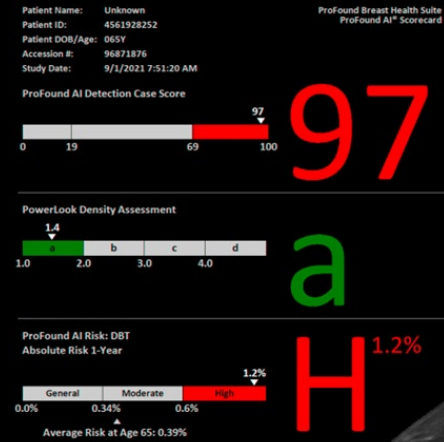 Patient Name: Unknown
Patient ID: 4561928252
Patient DOB/Age: 065Y
Accession #: 96871876
Study Date: 9/1/2021 7:51:20 AM
ProFound Breast Health Suite
ProFound AI® Scorecard
ProFound AI Detection Case Score
97
0 19 69 100
97
PowerLook Density Assessment
1.4
a b c d
1.0 2.0 3.0 4.0
a
ProFound AI Risk: DBT
Absolute Risk 1-Year
1.2%
General Moderate High
0.0% 0.34% 0.6%
Average Risk at Age 65: 0.39%
H 1.2%